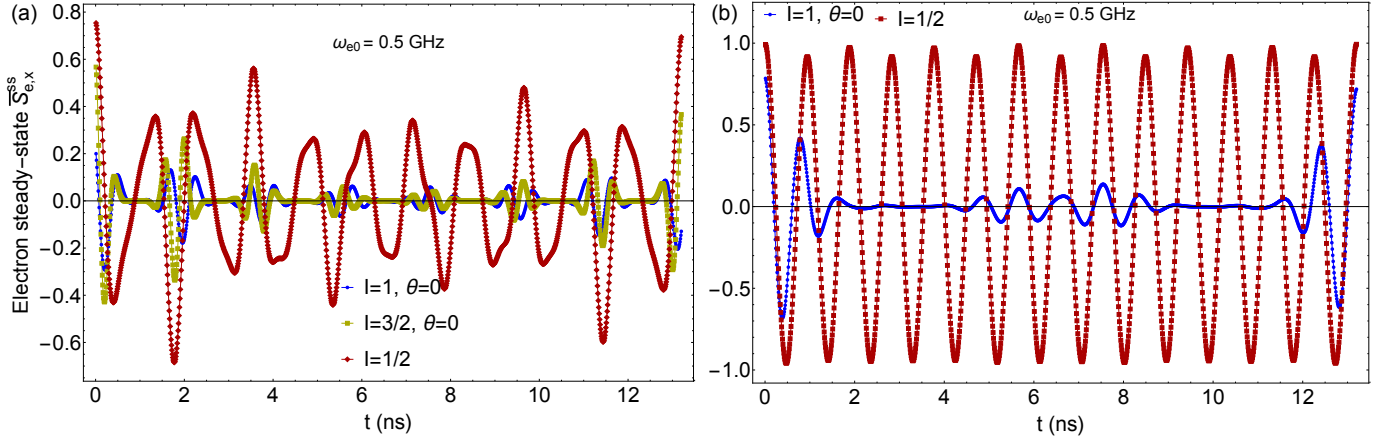 (a)
ω_e0 = 0.5 GHz
Electron steady-state S̅^ss_e,x
0.8
0.6
0.4
0.2
0.0
−0.2
−0.4
−0.6
I=1, θ=0
I=3/2, θ=0
I=1/2
0 2 4 6 8 10 12
t (ns)
(b)
I=1, θ=0 I=1/2 ω_e0 = 0.5 GHz
1.0
0.5
0.0
−0.5
−1.0
0 2 4 6 8 10 12
t (ns)